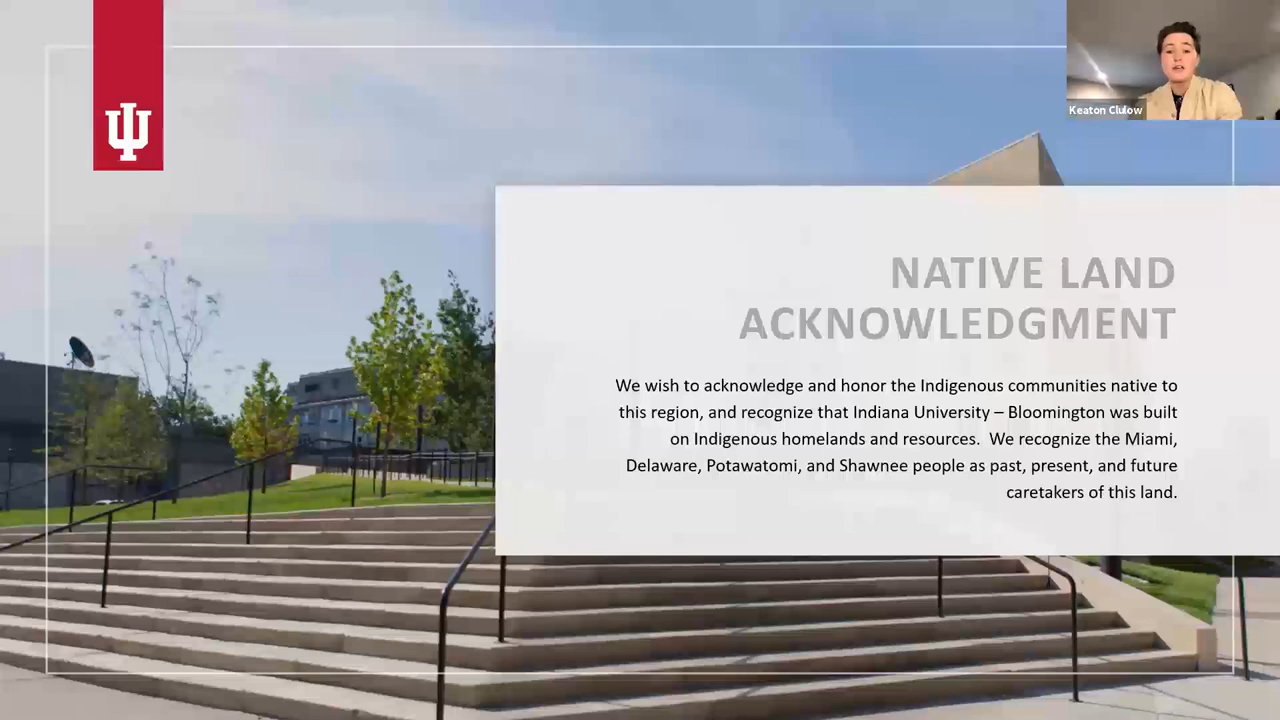 Keaton Clulow
NATIVE LAND
ACKNOWLEDGMENT
We wish to acknowledge and honor the Indigenous communities native to
this region, and recognize that Indiana University – Bloomington was built
on Indigenous homelands and resources.  We recognize the Miami,
Delaware, Potawatomi, and Shawnee people as past, present, and future
caretakers of this land.